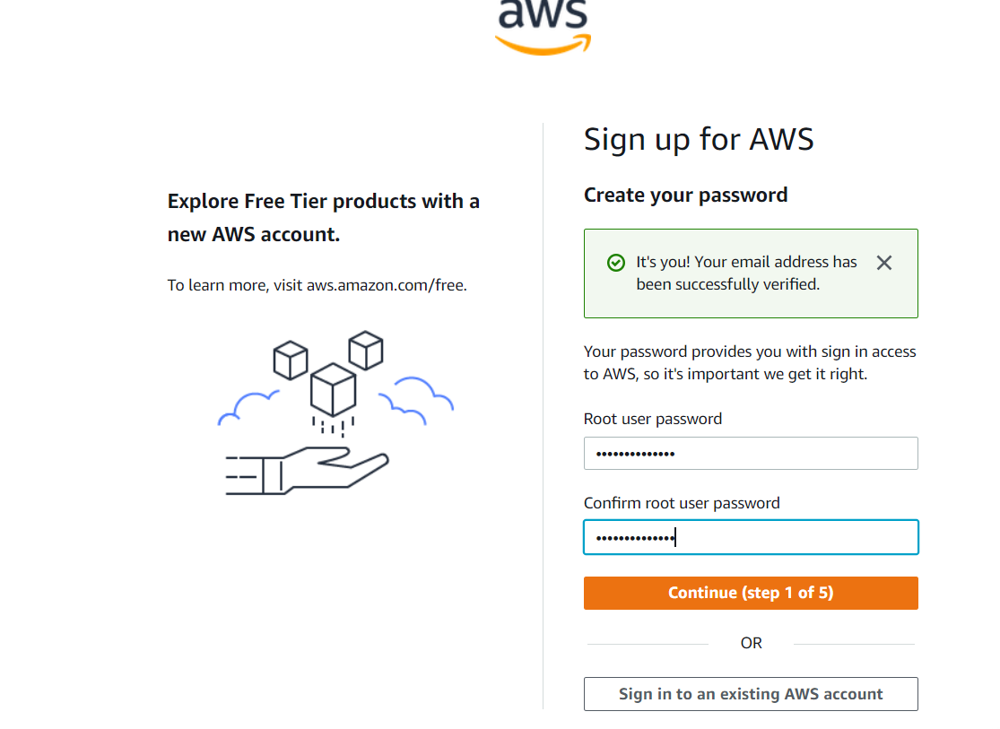 aws
Sign up for AWS
Explore Free Tier products with a
new AWS account.
To learn more, visit aws.amazon.com/free.
Create your password
It's you! Your email address has
been successfully verified.
Your password provides you with sign in access
to AWS, so it's important we get it right.
Root user password
••••••••••••••
Confirm root user password
••••••••••••••
Continue (step 1 of 5)
OR
Sign in to an existing AWS account